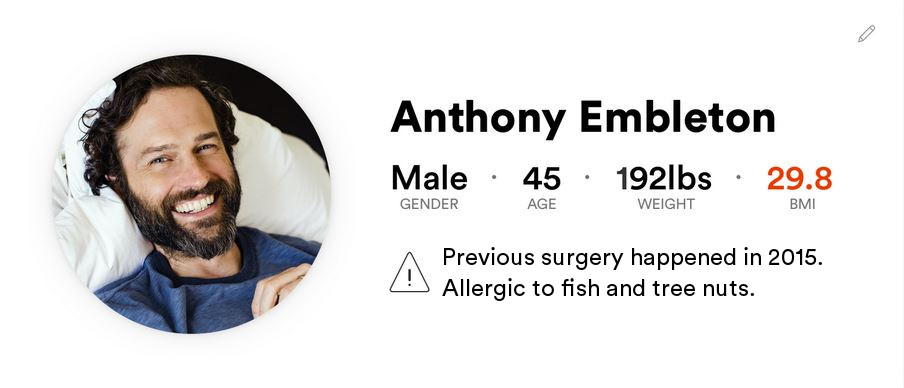 Anthony Embleton
Male · 45 · 192lbs · 29.8
GENDER AGE WEIGHT BMI
Previous surgery happened in 2015.
Allergic to fish and tree nuts.